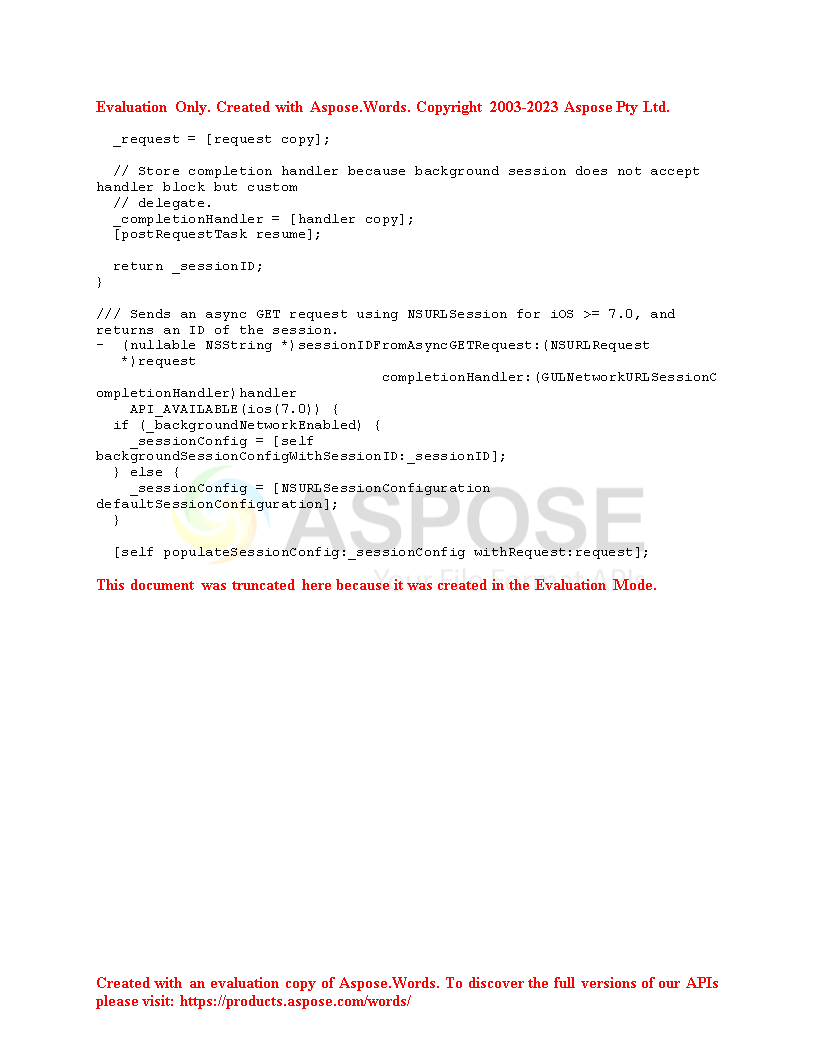 Evaluation Only. Created with Aspose.Words. Copyright 2003-2023 Aspose Pty Ltd.
_request = [request copy];
// Store completion handler because background session does not accept
handler block but custom
// delegate.
_completionHandler = [handler copy];
[postRequestTask resume];
return _sessionID;
}
/// Sends an async GET request using NSURLSession for iOS >= 7.0, and
returns an ID of the session.
- (nullable NSString *)sessionIDFromAsyncGETRequest:(NSURLRequest
*)request
completionHandler:(GULNetworkURLSessionC
ompletionHandler)handler
API_AVAILABLE(ios(7.0)) {
if (_backgroundNetworkEnabled) {
_sessionConfig = [self
backgroundSessionConfigWithSessionID:_sessionID];
} else {
_sessionConfig = [NSURLSessionConfiguration
defaultSessionConfiguration];
}
ASPOSE
[self populateSessionConfig:_sessionConfig withRequest:request];
Your File Format APIs
This document was truncated here because it was created in the Evaluation Mode.
Created with an evaluation copy of Aspose.Words. To discover the full versions of our APIs
please visit: https://products.aspose.com/words/